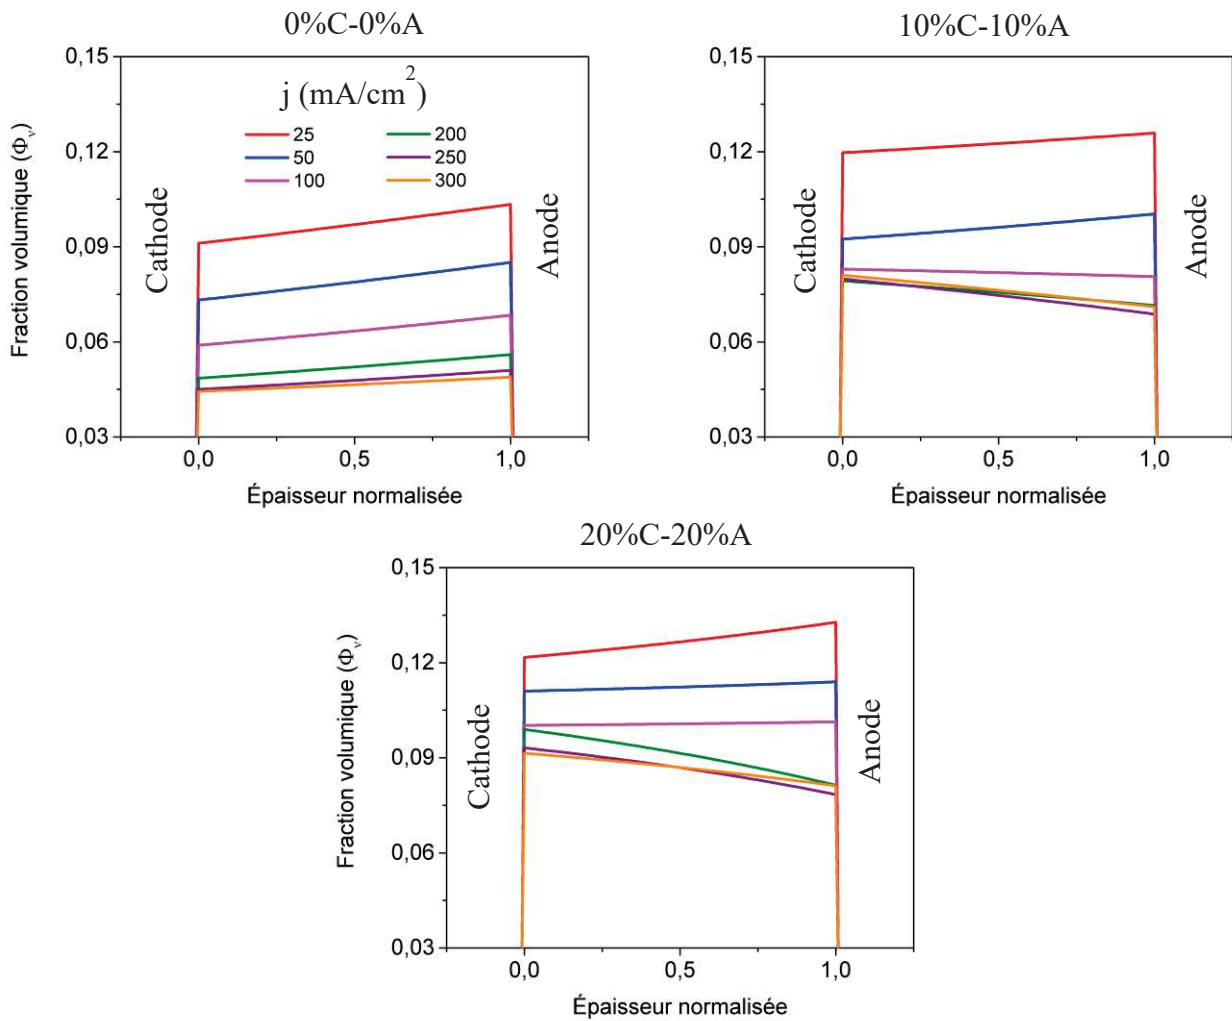 0%C-0%A
0,15
0,12
0,09
0,06
0,03
Fraction volumique (Φᵥ)
j (mA/cm²)
25
50
100
200
250
300
Cathode
Anode
0,0
0,5
1,0
Épaisseur normalisée
10%C-10%A
0,15
0,12
0,09
0,06
0,03
Fraction volumique (Φᵥ)
Cathode
Anode
0,0
0,5
1,0
Épaisseur normalisée
20%C-20%A
0,15
0,12
0,09
0,06
0,03
Fraction volumique (Φᵥ)
Cathode
Anode
0,0
0,5
1,0
Épaisseur normalisée